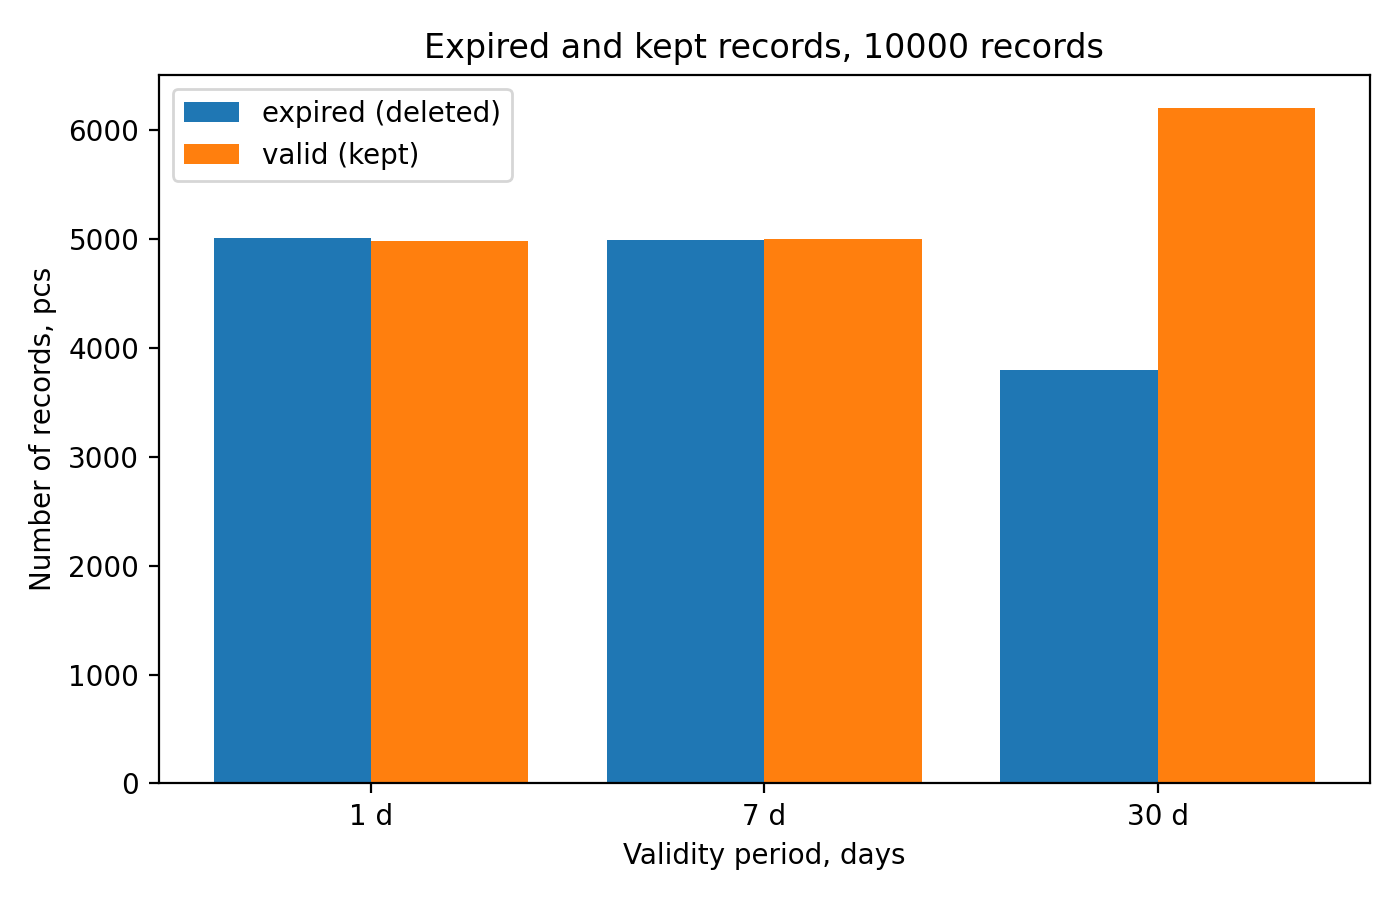 Expired and kept records, 10000 records
expired (deleted)
valid (kept)
Number of records, pcs
6000
5000
4000
3000
2000
1000
0
1 d
7 d
30 d
Validity period, days